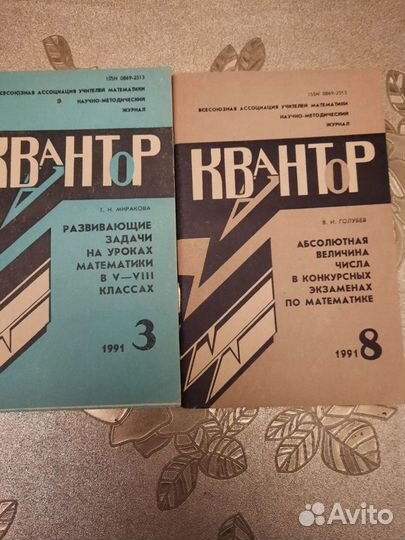 ISSN 0869-2513
ВСЕСОЮЗНАЯ АССОЦИАЦИЯ УЧИТЕЛЕЙ МАТЕМАТИКИ
НАУЧНО-МЕТОДИЧЕСКИЙ
ЖУРНАЛ
КВАНТОР
Т. Н. МИРАКОВА
РАЗВИВАЮЩИЕ
ЗАДАЧИ
НА УРОКАХ
МАТЕМАТИКИ
В V—VIII
КЛАССАХ
1991 3
ISSN 0869-2513
ВСЕСОЮЗНАЯ АССОЦИАЦИЯ УЧИТЕЛЕЙ МАТЕМАТИКИ
НАУЧНО-МЕТОДИЧЕСКИЙ
ЖУРНАЛ
КВАНТОР
В. И. ГОЛУБЕВ
АБСОЛЮТНАЯ
ВЕЛИЧИНА
ЧИСЛА
В КОНКУРСНЫХ
ЭКЗАМЕНАХ
ПО МАТЕМАТИКЕ
1991 8
Avito